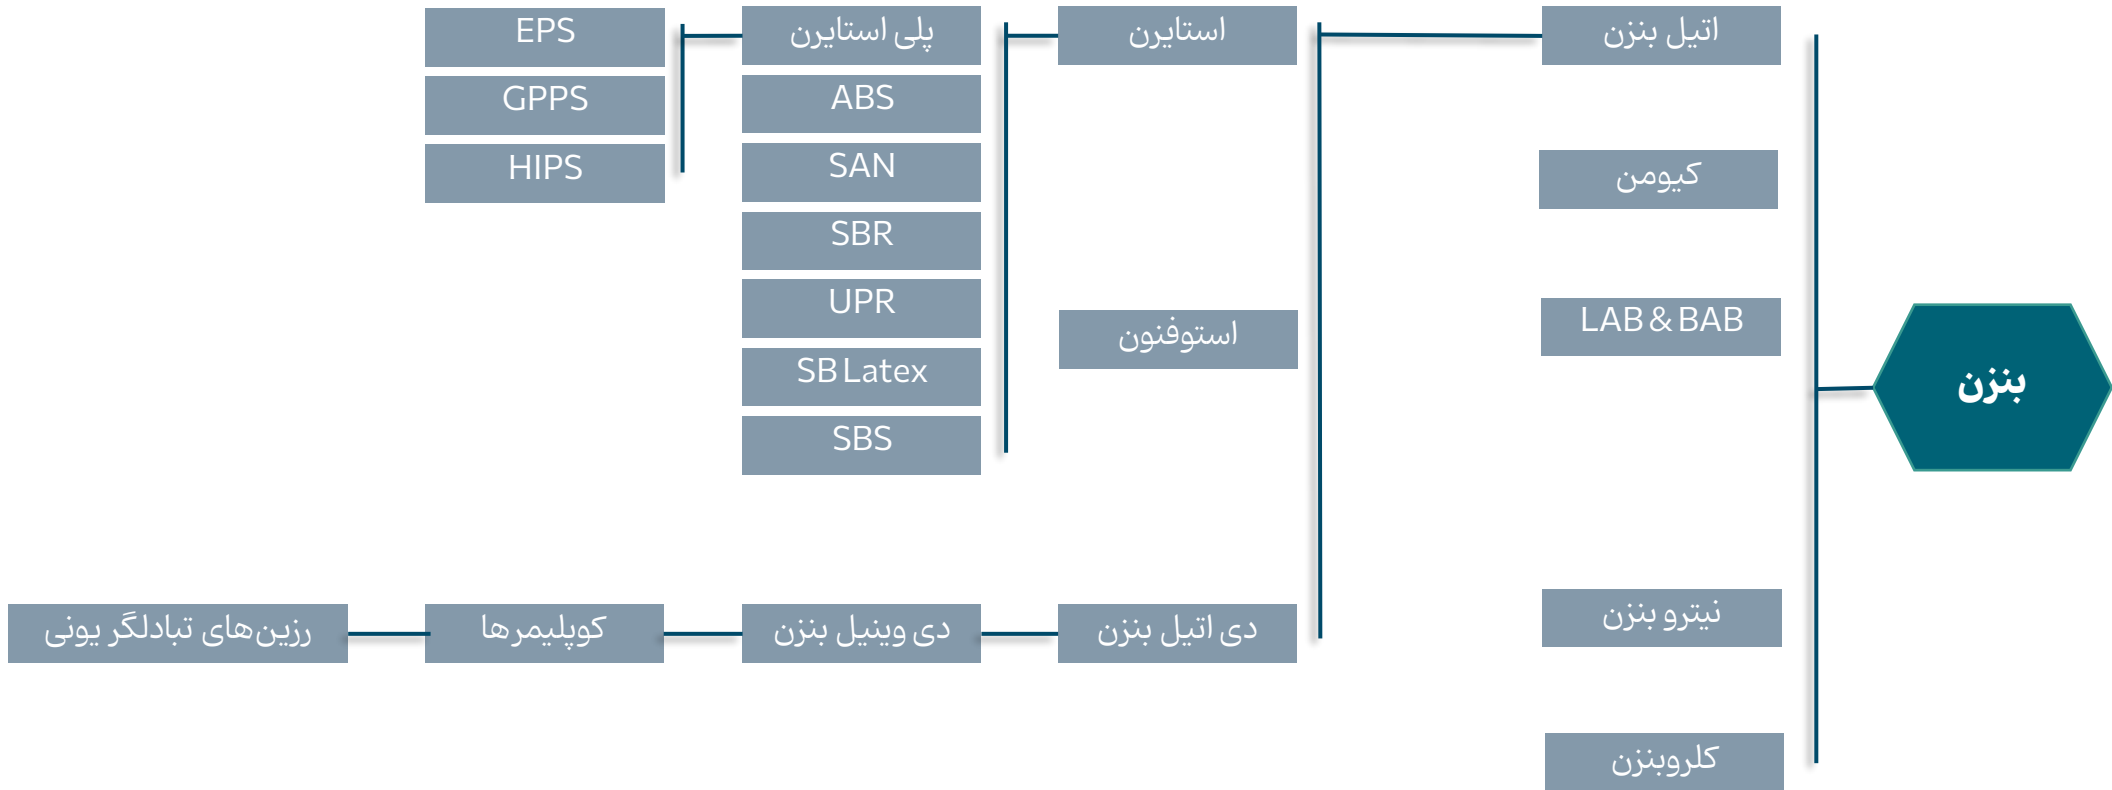 بنزن
اتیل بنزن
کیومن
LAB & BAB
نیترو بنزن
کلروبنزن
استایرن
استوفنون
دی اتیل بنزن
پلی استایرن
ABS
SAN
SBR
UPR
SB Latex
SBS
دی وینیل بنزن
EPS
GPPS
HIPS
کوپلیمرها
رزین‌های تبادلگر یونی